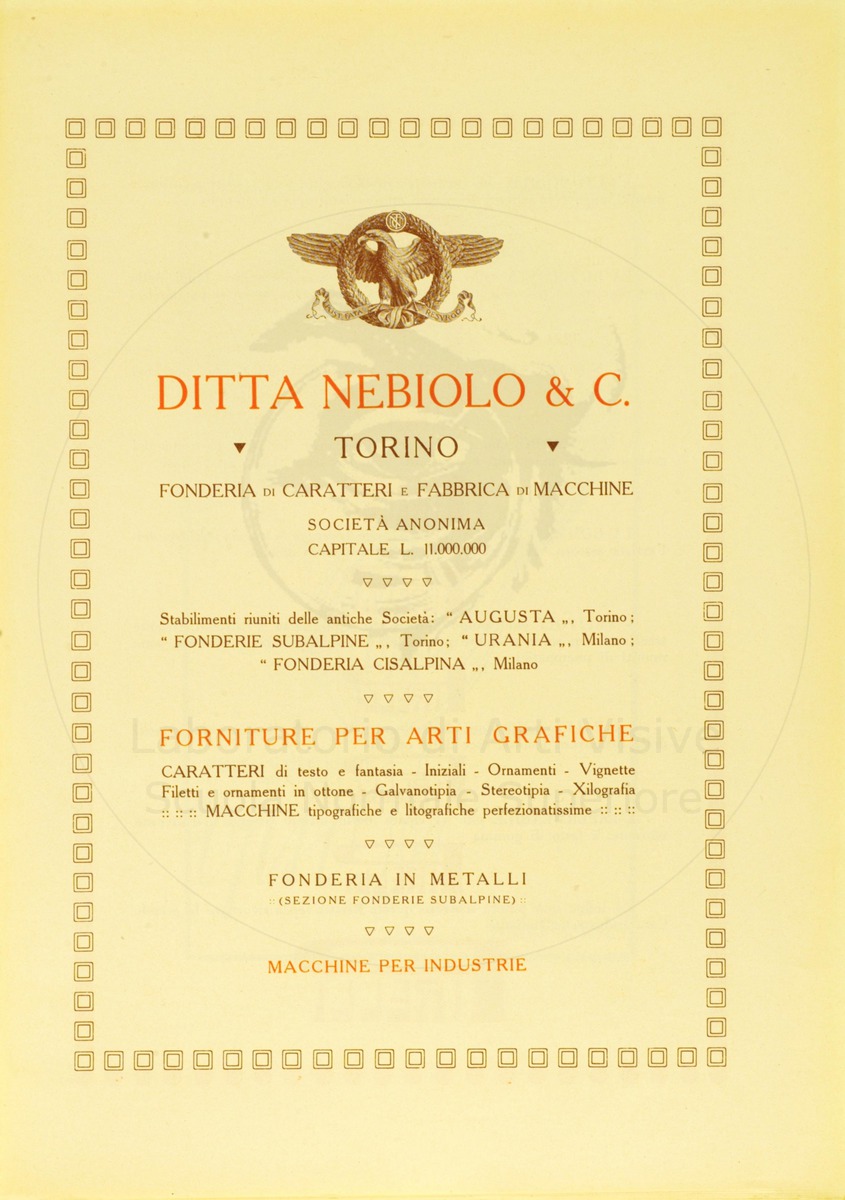 POST FATA RESURGO
DITTA NEBIOLO & C.
TORINO
FONDERIA DI CARATTERI E FABBRICA DI MACCHINE
SOCIETÀ ANONIMA
CAPITALE L. 11.000.000
Stabilimenti riuniti delle antiche Società: “ AUGUSTA „, Torino ;
“ FONDERIE SUBALPINE „, Torino; “ URANIA „, Milano ;
“ FONDERIA CISALPINA „, Milano
FORNITURE PER ARTI GRAFICHE
CARATTERI di testo e fantasia - Iniziali - Ornamenti - Vignette
Filetti e ornamenti in ottone - Galvanotipia - Stereotipia - Xilografia
:: :: :: MACCHINE tipografiche e litografiche perfezionatissime :: :: ::
FONDERIA IN METALLI
:: (SEZIONE FONDERIE SUBALPINE) ::
MACCHINE PER INDUSTRIE